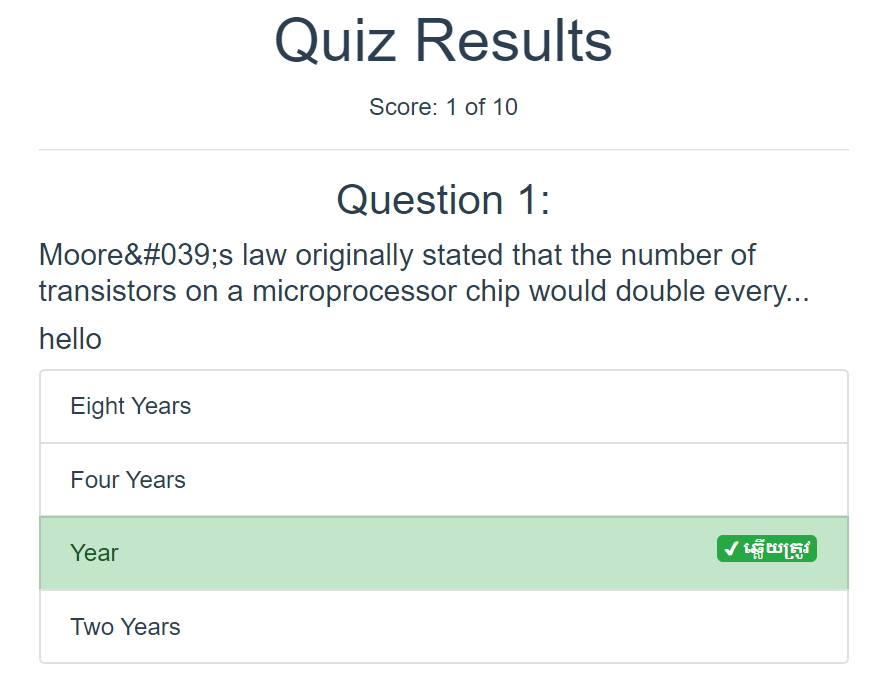 Quiz Results
Score: 1 of 10
Question 1:
Moore&#039;s law originally stated that the number of
transistors on a microprocessor chip would double every...
hello
Eight Years
Four Years
Year
✓ឆ្លើយត្រូវ
Two Years